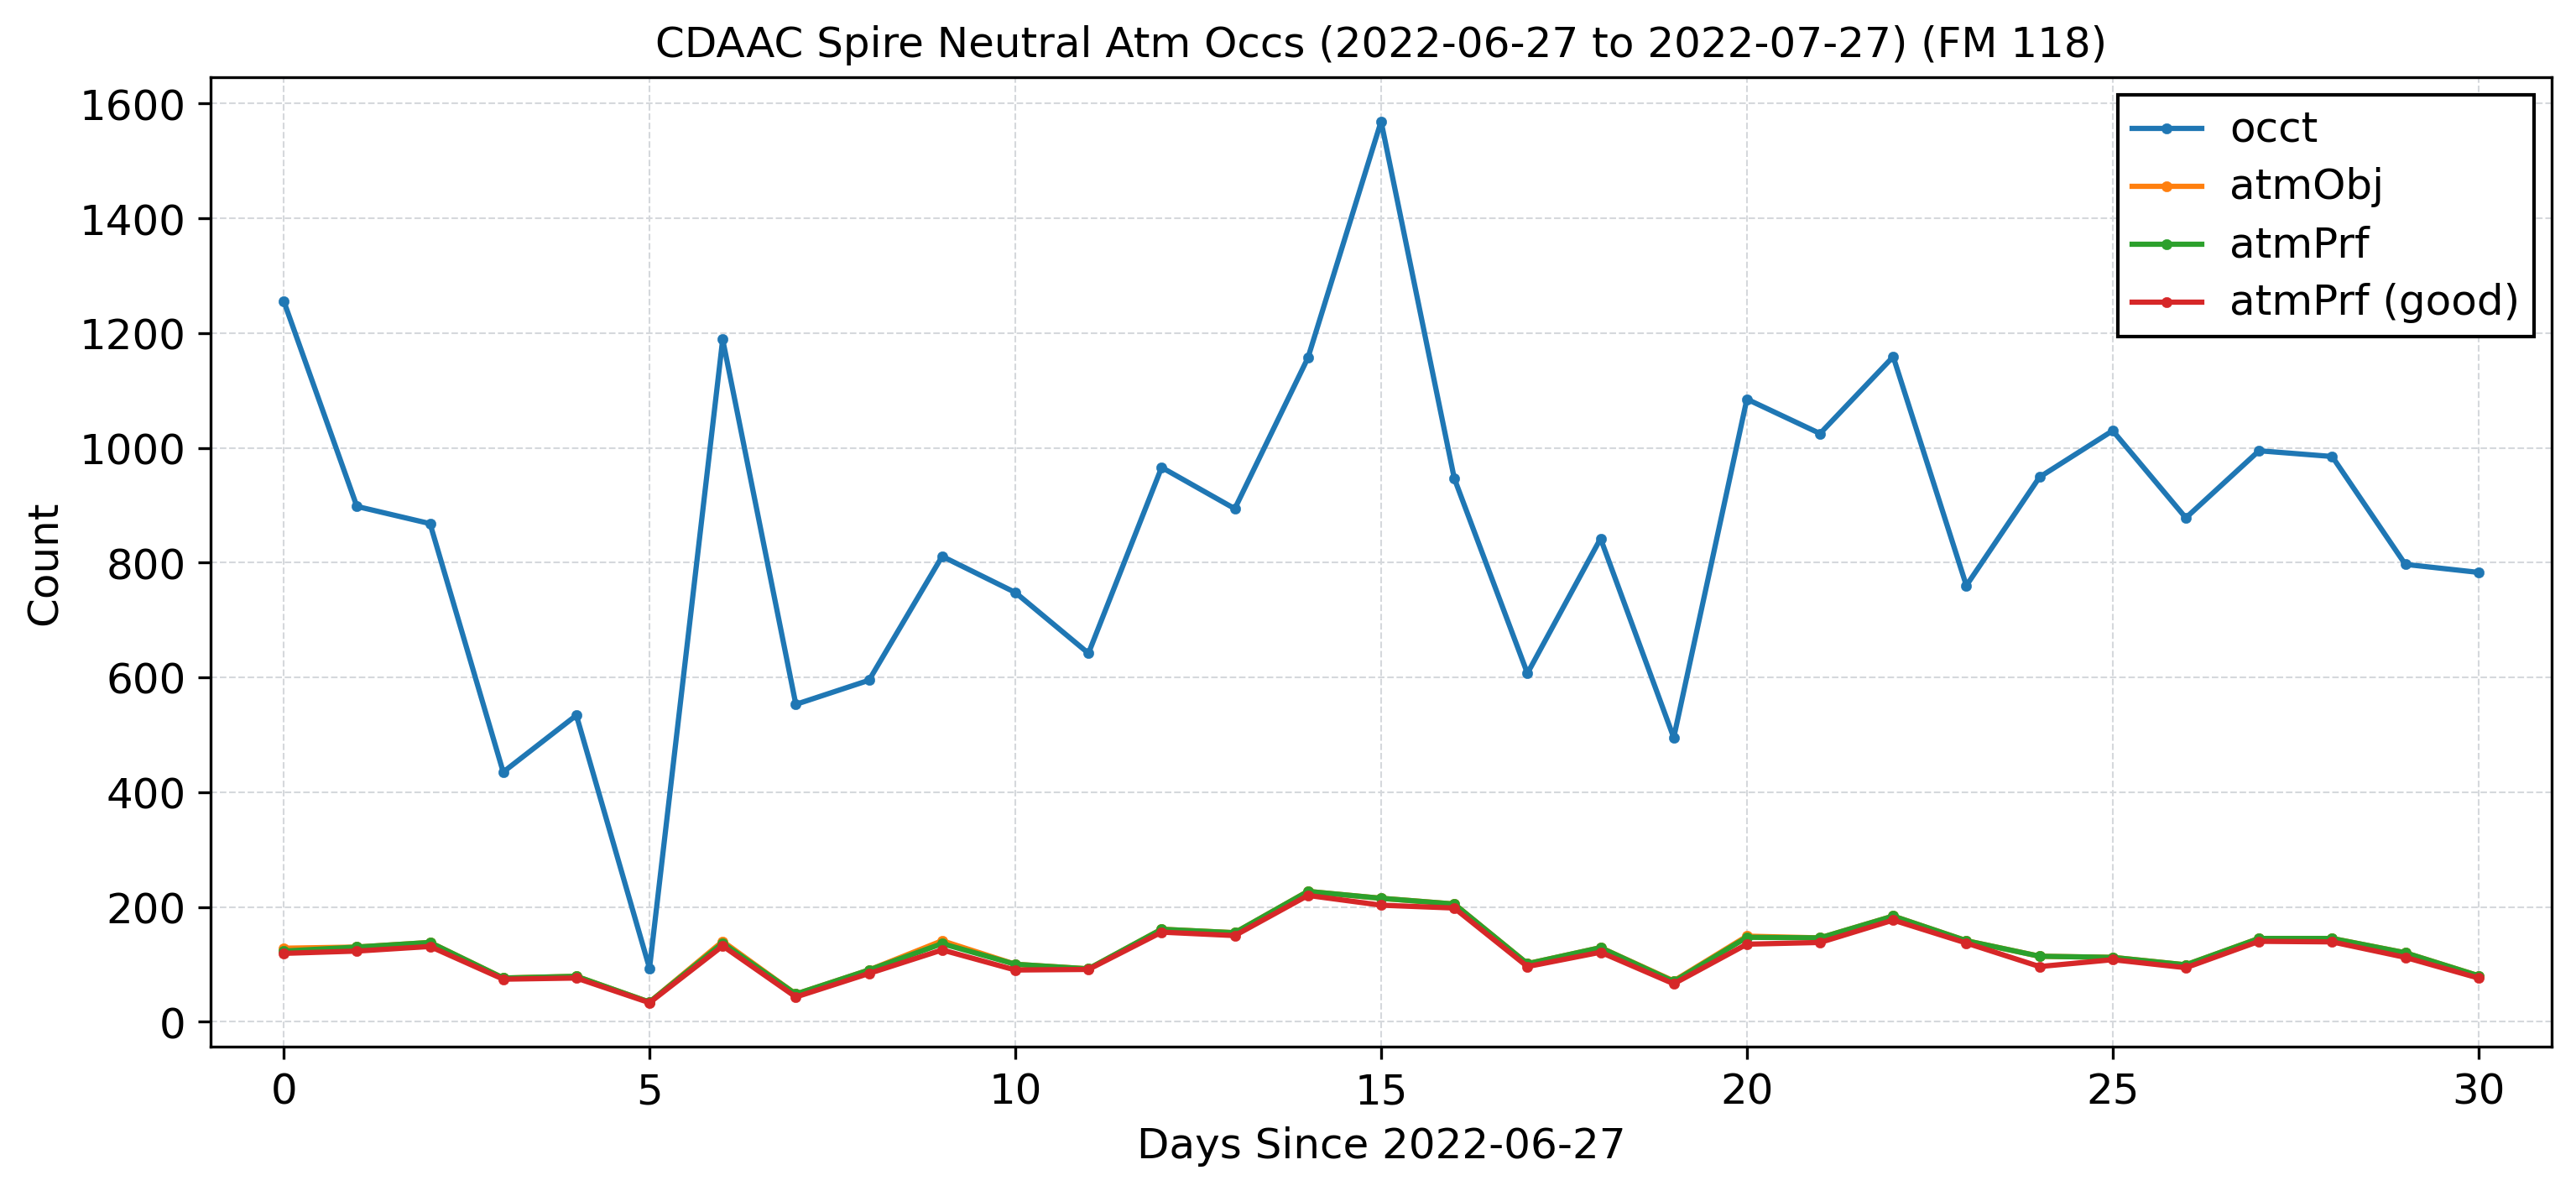 CDAAC Spire Neutral Atm Occs (2022-06-27 to 2022-07-27) (FM 118)
1600
1400
1200
1000
800
600
400
200
0
Count
occt
atmObj
atmPrf
atmPrf (good)
0 5 10 15 20 25 30
Days Since 2022-06-27